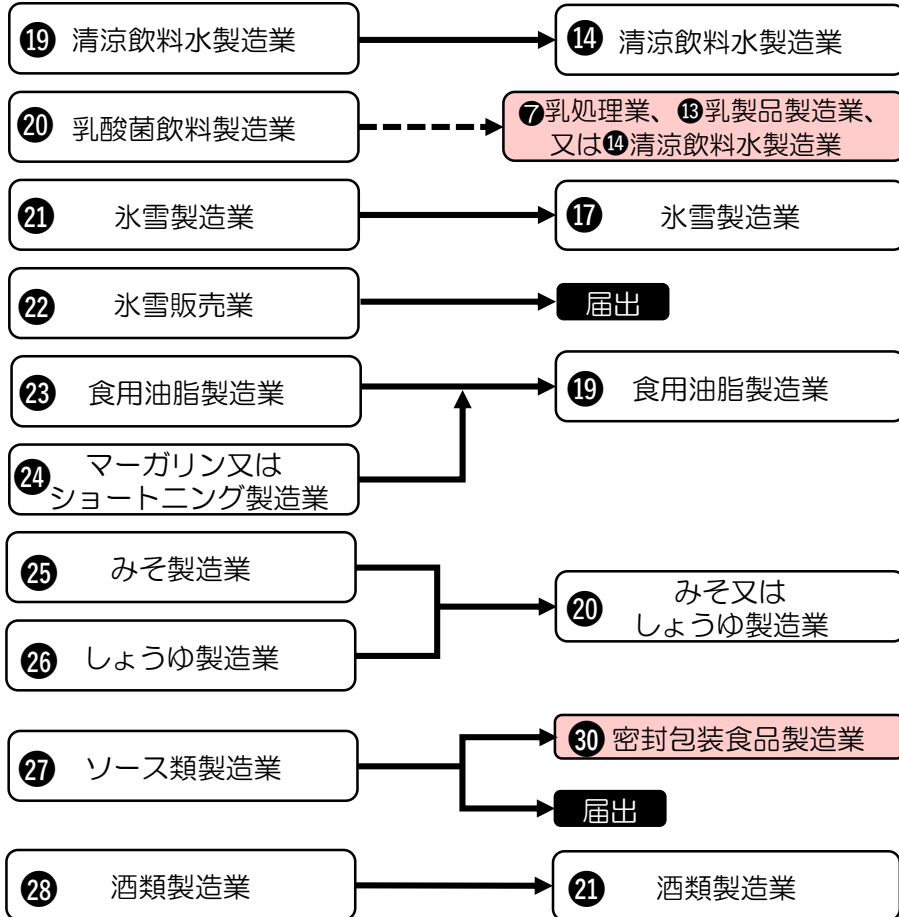 ⓳ 清涼飲料水製造業
⓮ 清涼飲料水製造業
⓴ 乳酸菌飲料製造業
❼乳処理業、⓭乳製品製造業、
又は⓮清涼飲料水製造業
㉑ 氷雪製造業
⓱ 氷雪製造業
㉒ 氷雪販売業
届出
㉓ 食用油脂製造業
⓳ 食用油脂製造業
㉔ マーガリン又は
ショートニング製造業
㉕ みそ製造業
⓴ みそ又は
しょうゆ製造業
㉖ しょうゆ製造業
㉗ ソース類製造業
㉚ 密封包装食品製造業
届出
㉘ 酒類製造業
㉑ 酒類製造業